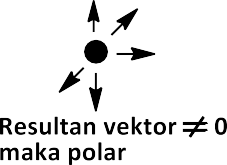 Resultan vektor ≠ 0
maka polar